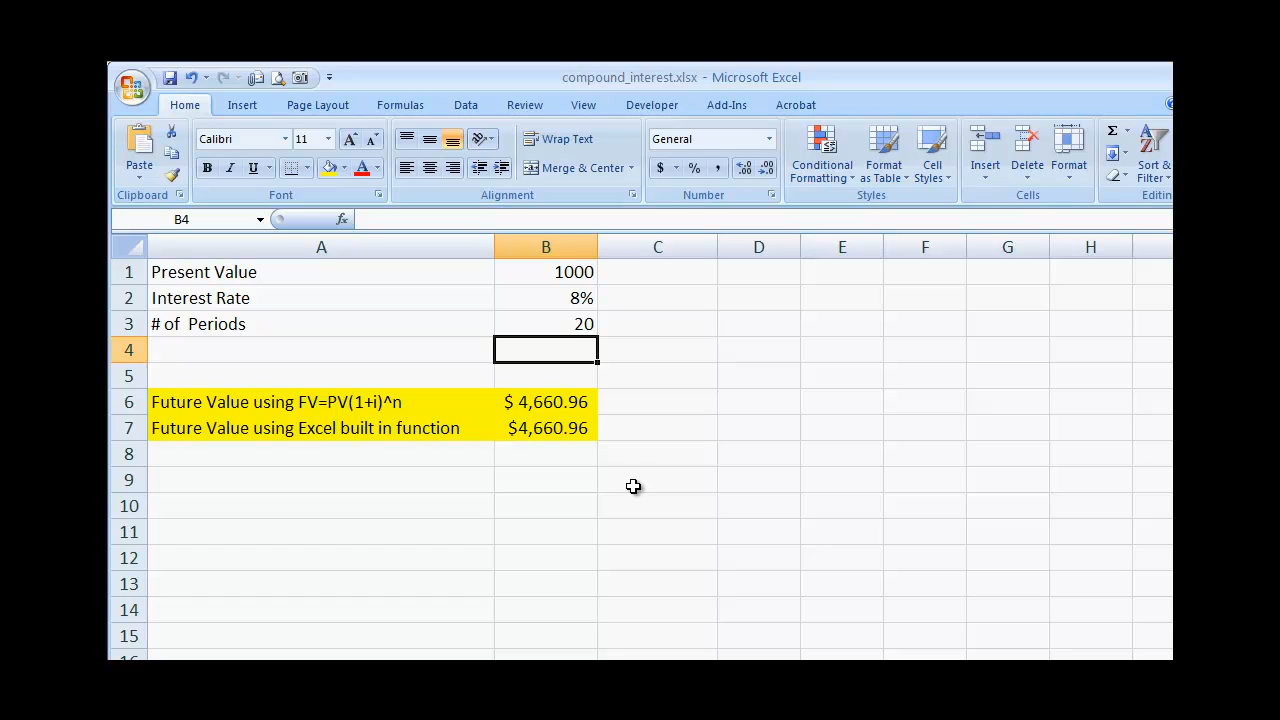 compound_interest.xlsx - Microsoft Excel
Home Insert Page Layout Formulas Data Review View Developer Add-Ins Acrobat
Paste
Clipboard
Calibri 11
B I U
Font
Wrap Text
Merge & Center
Alignment
General
$ % ,
Number
Conditional Formatting
Format as Table
Cell Styles
Styles
Insert Delete Format
Cells
Σ
Sort & Filter
B4 fx
A B C D E F G H
1 Present Value 1000
2 Interest Rate 8%
3 # of Periods 20
4
5
6 Future Value using FV=PV(1+i)^n $ 4,660.96
7 Future Value using Excel built in function $4,660.96
8
9
10
11
12
13
14
15